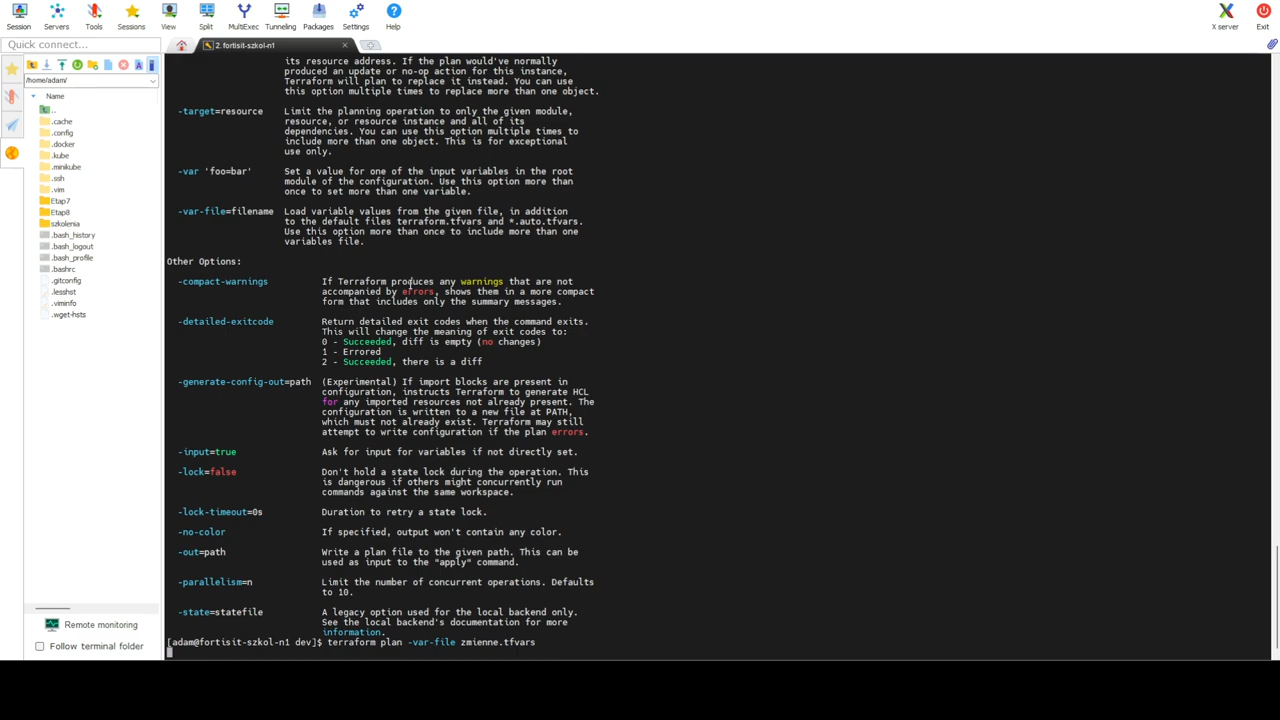 Session Servers Tools Sessions View Split MultiExec Tunneling Packages Settings Help X server Exit
Quick connect...
2. fortisit-szkol-n1
/home/adam/
Name
..
.cache
.config
.docker
.kube
.minikube
.ssh
.vim
Etap7
Etap8
szkolenia
.bash_history
.bash_logout
.bash_profile
.bashrc
.gitconfig
.lesshst
.viminfo
.wget-hsts
Remote monitoring
Follow terminal folder
its resource address. If the plan would've normally
produced an update or no-op action for this instance,
Terraform will plan to replace it instead. You can use
this option multiple times to replace more than one object.
-target=resource Limit the planning operation to only the given module,
resource, or resource instance and all of its
dependencies. You can use this option multiple times to
include more than one object. This is for exceptional
use only.
-var 'foo=bar' Set a value for one of the input variables in the root
module of the configuration. Use this option more than
once to set more than one variable.
-var-file=filename Load variable values from the given file, in addition
to the default files terraform.tfvars and *.auto.tfvars.
Use this option more than once to include more than one
variables file.
Other Options:
-compact-warnings If Terraform produces any warnings that are not
accompanied by errors, shows them in a more compact
form that includes only the summary messages.
-detailed-exitcode Return detailed exit codes when the command exits.
This will change the meaning of exit codes to:
0 - Succeeded, diff is empty (no changes)
1 - Errored
2 - Succeeded, there is a diff
-generate-config-out=path (Experimental) If import blocks are present in
configuration, instructs Terraform to generate HCL
for any imported resources not already present. The
configuration is written to a new file at PATH,
which must not already exist. Terraform may still
attempt to write configuration if the plan errors.
-input=true Ask for input for variables if not directly set.
-lock=false Don't hold a state lock during the operation. This
is dangerous if others might concurrently run
commands against the same workspace.
-lock-timeout=0s Duration to retry a state lock.
-no-color If specified, output won't contain any color.
-out=path Write a plan file to the given path. This can be
used as input to the "apply" command.
-parallelism=n Limit the number of concurrent operations. Defaults
to 10.
-state=statefile A legacy option used for the local backend only.
See the local backend's documentation for more
information.
[adam@fortisit-szkol-n1 dev]$ terraform plan -var-file zmienne.tfvars